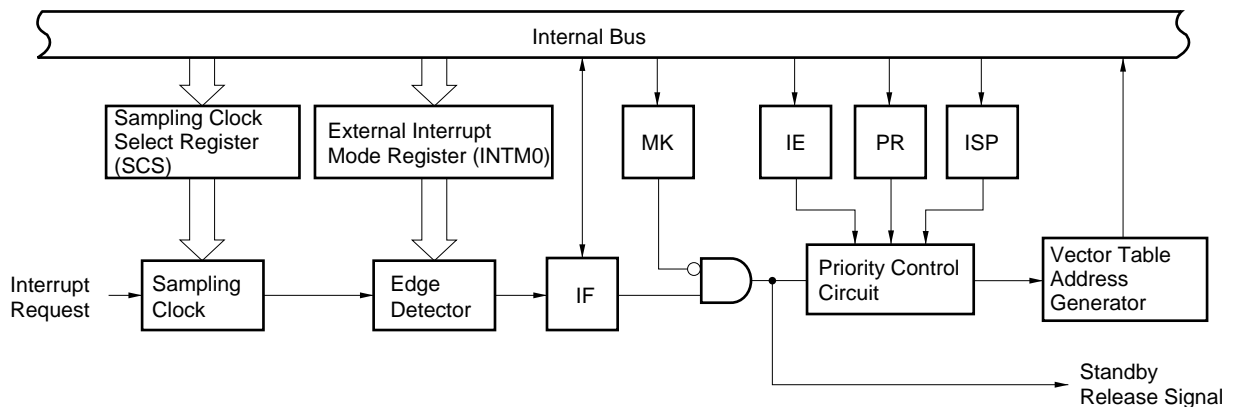 Internal Bus
Sampling Clock
Select Register
(SCS)
External Interrupt
Mode Register (INTM0)
MK
IE
PR
ISP
Interrupt
Request
Sampling
Clock
Edge
Detector
IF
Priority Control
Circuit
Vector Table
Address
Generator
Standby
Release Signal